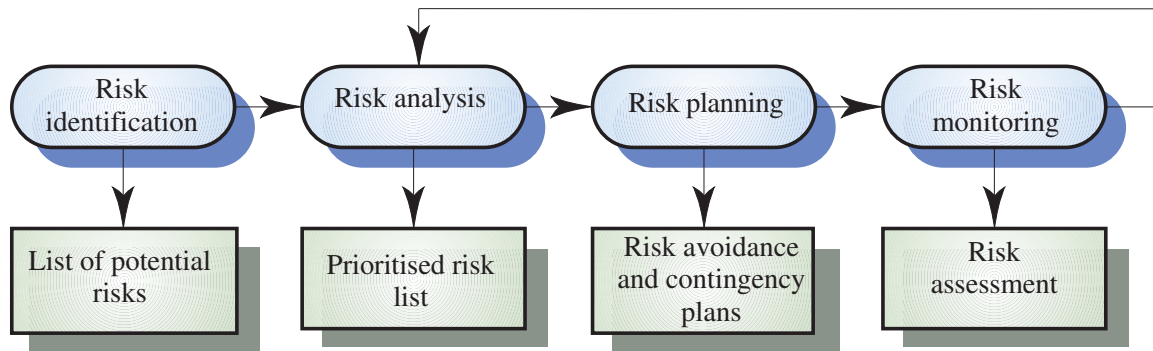 Risk
identification
Risk analysis
Risk planning
Risk
monitoring
List of potential
risks
Prioritised risk
list
Risk avoidance
and contingency
plans
Risk
assessment